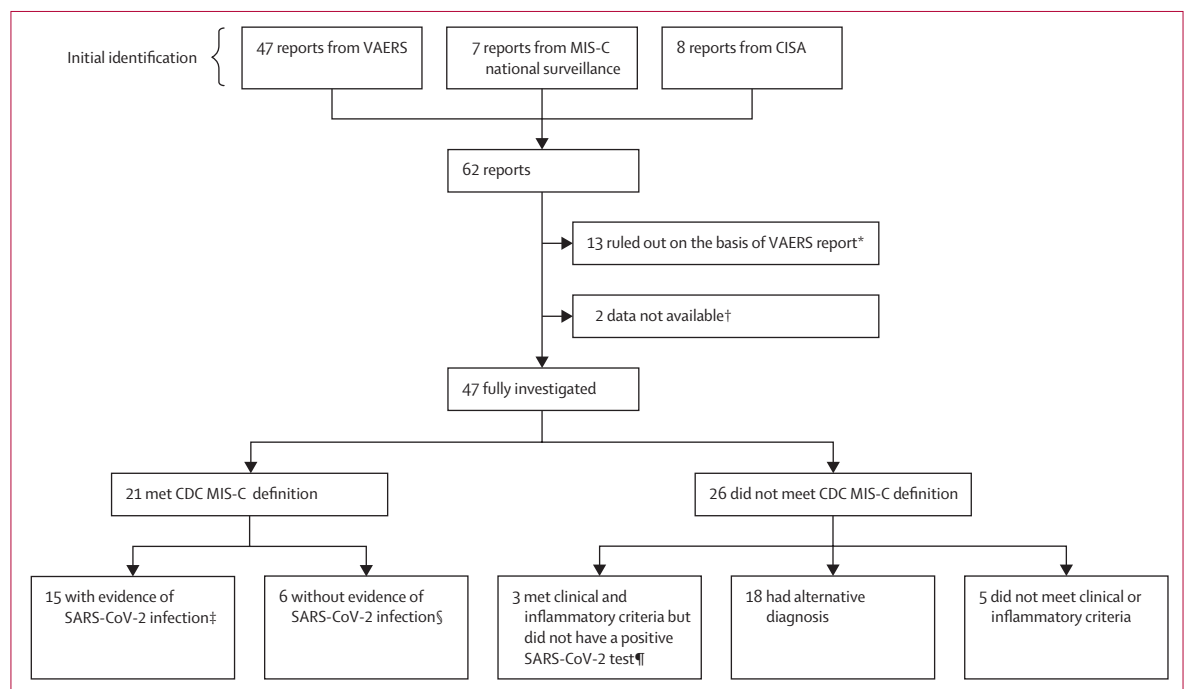 Initial identification
47 reports from VAERS
7 reports from MIS-C
national surveillance
8 reports from CISA
62 reports
13 ruled out on the basis of VAERS report*
2 data not available†
47 fully investigated
21 met CDC MIS-C definition
26 did not meet CDC MIS-C definition
15 with evidence of
SARS-CoV-2 infection‡
6 without evidence of
SARS-CoV-2 infection§
3 met clinical and
inflammatory criteria but
did not have a positive
SARS-CoV-2 test¶
18 had alternative
diagnosis
5 did not meet clinical or
inflammatory criteria